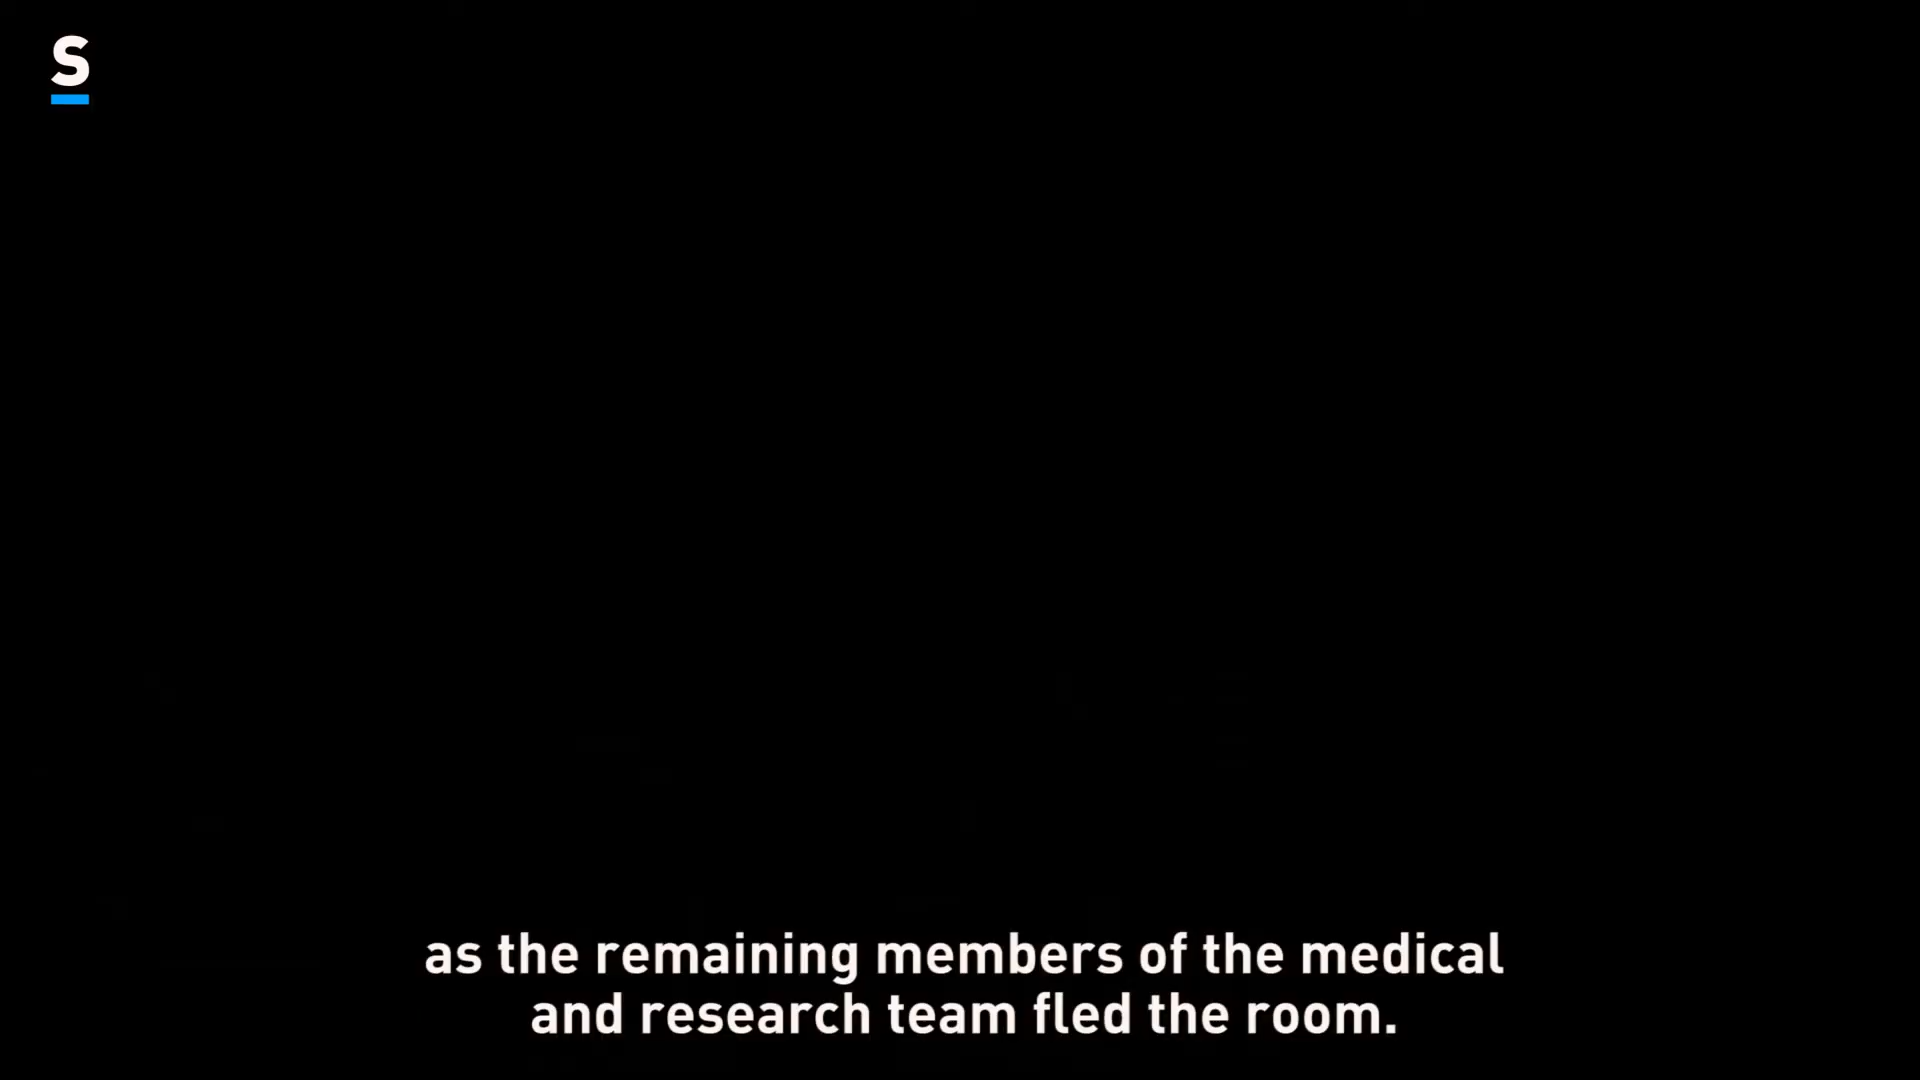 S
as the remaining members of the medical
and research team fled the room.